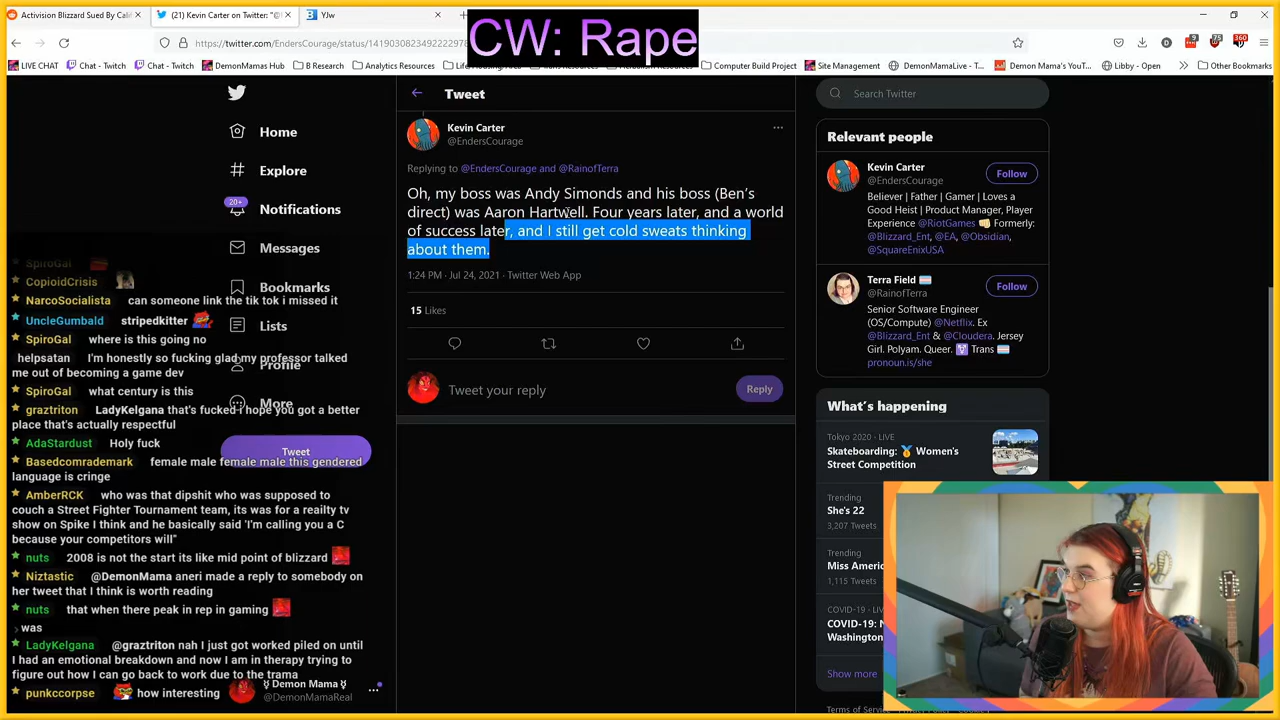 Activision Blizzard Sued By Cali
(21) Kevin Carter on Twitter: "@
YJw
CW: Rape
https://twitter.com/EndersCourage/status/1419030823492222978
LIVE CHAT
Chat - Twitch
Chat - Twitch
DemonMamas Hub
B Research
Analytics Resources
Computer Build Project
Site Management
DemonMamaLive - T...
Demon Mama's YouT...
Libby - Open
Other Bookmarks
Home
Explore
20+
Notifications
Messages
Bookmarks
Lists
Profile
More
Tweet
Tweet
Kevin Carter
@EndersCourage
Replying to @EndersCourage and @RainofTerra
Oh, my boss was Andy Simonds and his boss (Ben's
direct) was Aaron Hartwell. Four years later, and a world
of success later, and I still get cold sweats thinking
about them.
1:24 PM · Jul 24, 2021 · Twitter Web App
15 Likes
Tweet your reply
Reply
Search Twitter
Relevant people
Kevin Carter
@EndersCourage
Follow
Believer | Father | Gamer | Loves a
Good Heist | Product Manager, Player
Experience @RiotGames Formerly:
@Blizzard_Ent, @EA, @Obsidian,
@SquareEnixUSA
Terra Field
@RainofTerra
Follow
Senior Software Engineer
(OS/Compute) @Netflix. Ex
@Blizzard_Ent & @Cloudera. Jersey
Girl. Polyam. Queer. Trans
pronoun.is/she
What's happening
Tokyo 2020 · LIVE
Skateboarding: Women's
Street Competition
Trending
She's 22
3,207 Tweets
Trending
Miss Americ
1,115 Tweets
COVID-19 · LIV
COVID-19: N
Washington
Show more
Terms of Service
SpiroGal
CopioidCrisis
NarcoSocialista can someone link the tik tok i missed it
UncleGumbald stripedkitter
SpiroGal where is this going no
helpsatan I'm honestly so fucking glad my professor talked
me out of becoming a game dev
SpiroGal what century is this
graztriton LadyKelgana that's fucked i hope you got a better
place that's actually respectful
AdaStardust Holy fuck
Basedcomrademark female male female male this gendered
language is cringe
AmberRCK who was that dipshit who was supposed to
couch a Street Fighter Tournament team, its was for a reailty tv
show on Spike I think and he basically said 'I'm calling you a C
because your competitors will"
nuts 2008 is not the start its like mid point of blizzard
Niztastic @DemonMama aneri made a reply to somebody on
her tweet that I think is worth reading
nuts that when there peak in rep in gaming
was
LadyKelgana @graztriton nah I just got worked piled on until
I had an emotional breakdown and now I am in therapy trying to
figure out how I can go back to work due to the trama
punkccorpse how interesting
Demon Mama
@DemonMamaReal